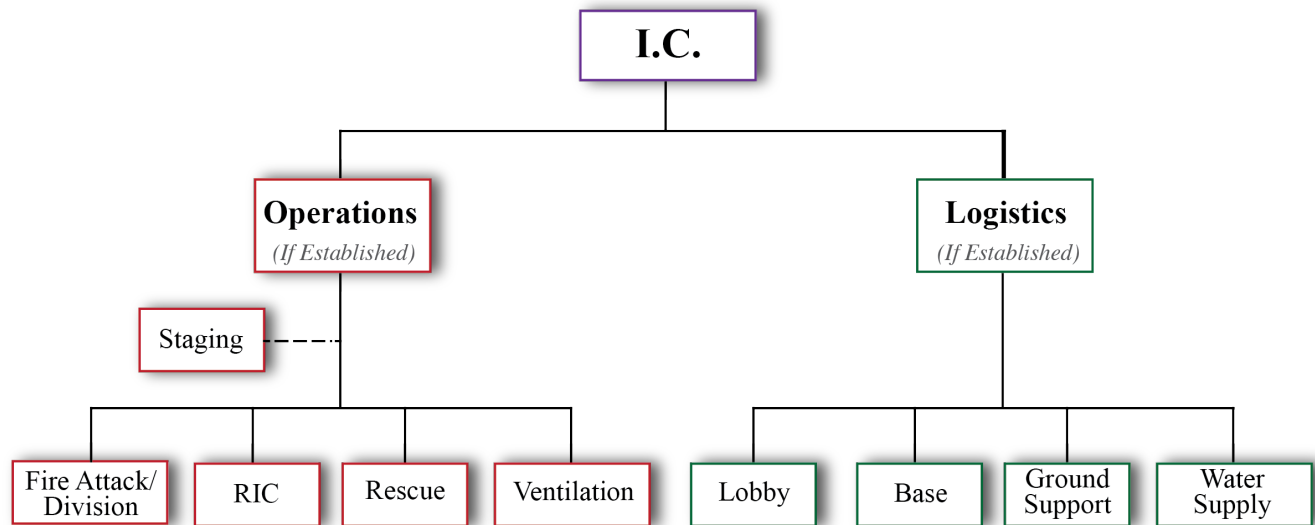 I.C.
Operations
(If Established)
Logistics
(If Established)
Staging
Fire Attack/
Division
RIC
Rescue
Ventilation
Lobby
Base
Ground
Support
Water
Supply